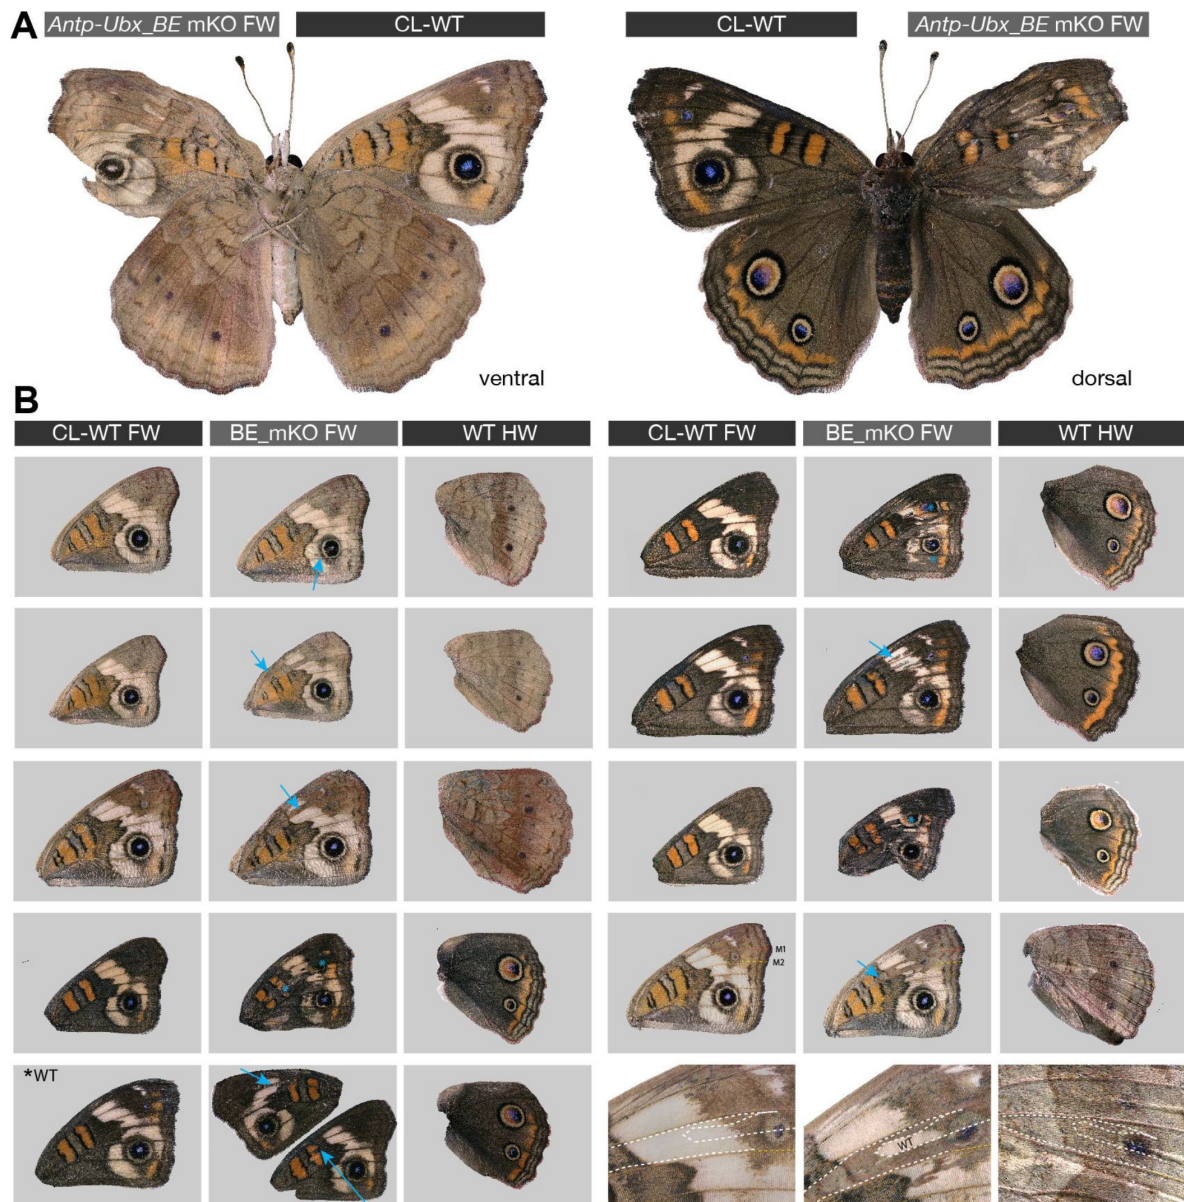 A
Antp-Ubx_BE mKO FW
CL-WT
CL-WT
Antp-Ubx_BE mKO FW
ventral
dorsal
B
CL-WT FW
BE_mKO FW
WT HW
CL-WT FW
BE_mKO FW
WT HW
M1
M2
*WT
WT